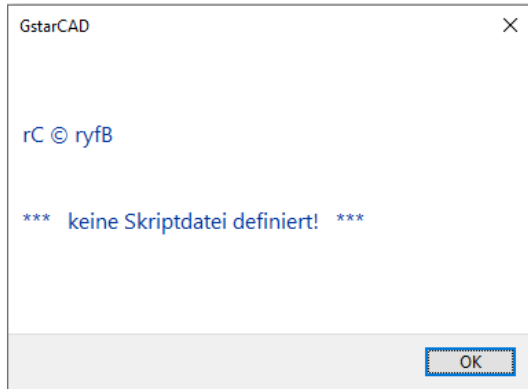 GstarCAD
rC © ryfB
*** keine Skriptdatei definiert! ***
OK